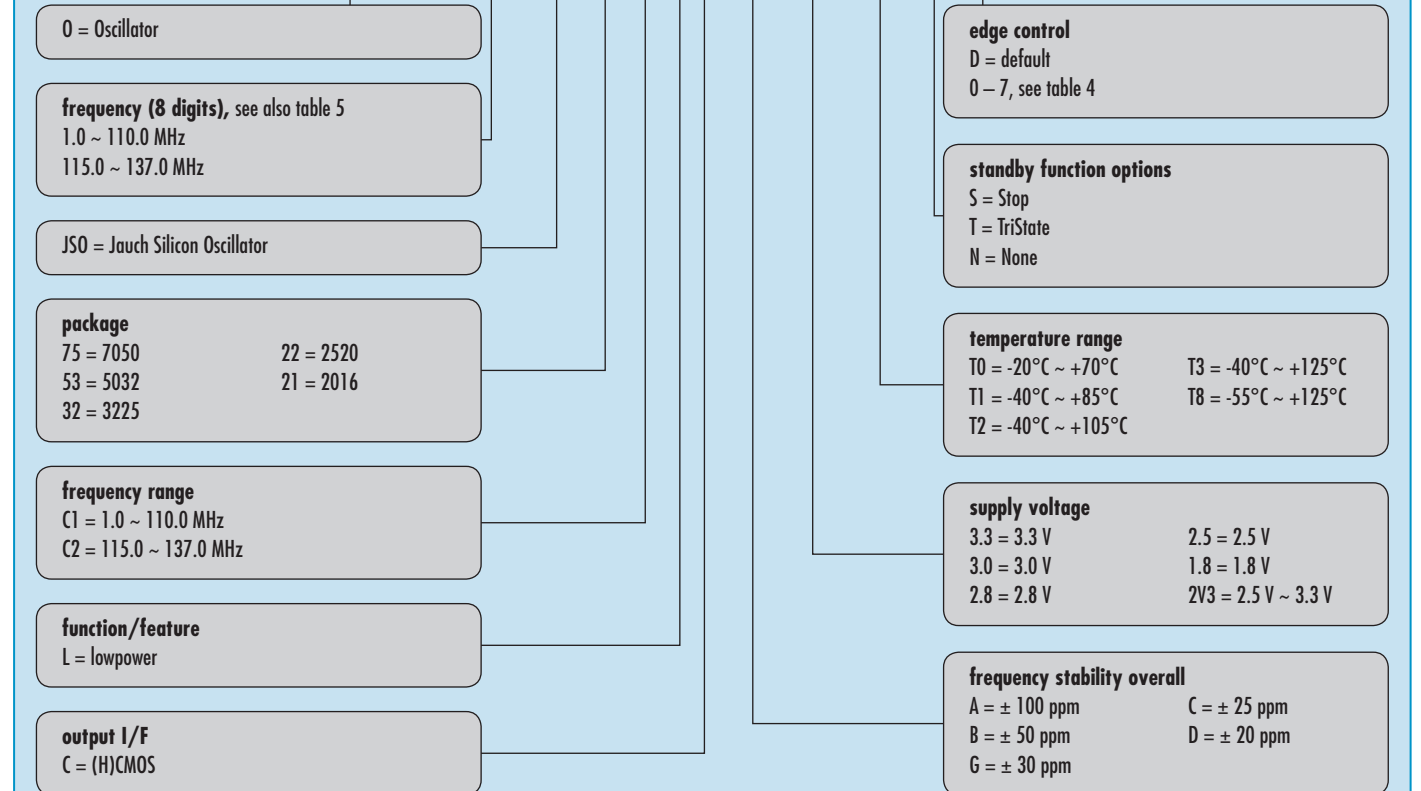 O = Oscillator
frequency (8 digits), see also table 5
1.0 ~ 110.0 MHz
115.0 ~ 137.0 MHz
JSO = Jauch Silicon Oscillator
package
75 = 7050 22 = 2520
53 = 5032 21 = 2016
32 = 3225
frequency range
C1 = 1.0 ~ 110.0 MHz
C2 = 115.0 ~ 137.0 MHz
function/feature
L = lowpower
output I/F
C = (H)CMOS
edge control
D = default
0 – 7, see table 4
standby function options
S = Stop
T = TriState
N = None
temperature range
T0 = -20°C ~ +70°C T3 = -40°C ~ +125°C
T1 = -40°C ~ +85°C T8 = -55°C ~ +125°C
T2 = -40°C ~ +105°C
supply voltage
3.3 = 3.3 V 2.5 = 2.5 V
3.0 = 3.0 V 1.8 = 1.8 V
2.8 = 2.8 V 2V3 = 2.5 V ~ 3.3 V
frequency stability overall
A = ± 100 ppm C = ± 25 ppm
B = ± 50 ppm D = ± 20 ppm
G = ± 30 ppm